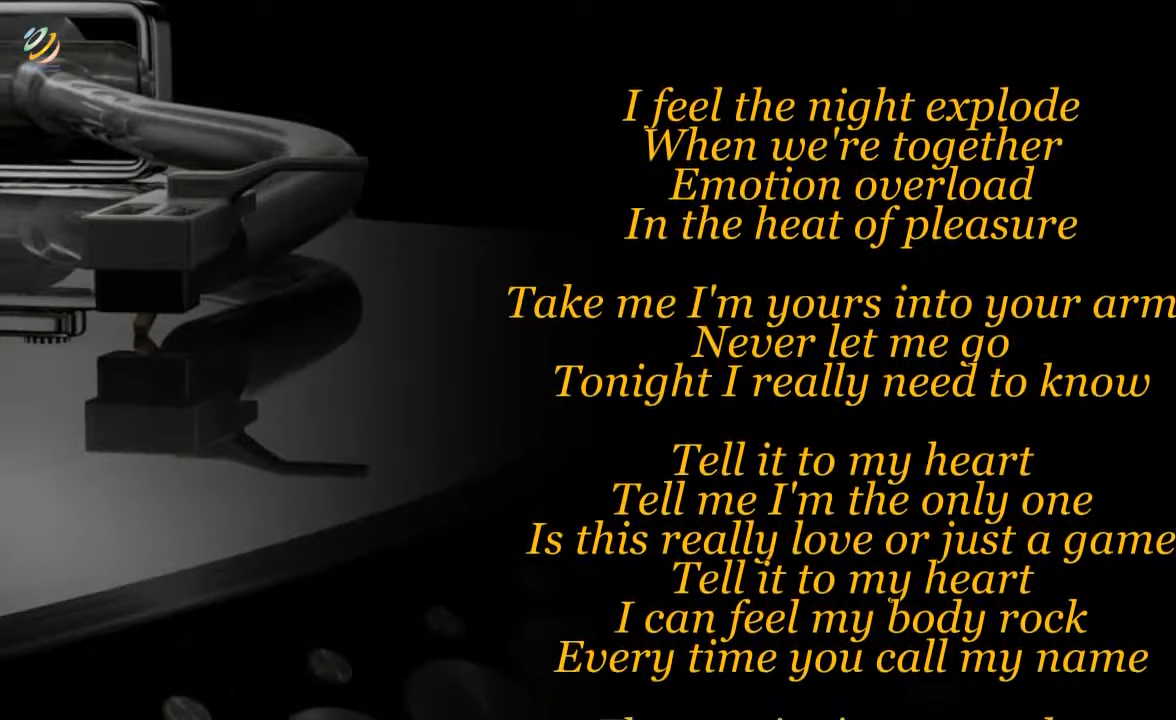 I feel the night explode
When we're together
Emotion overload
In the heat of pleasure
Take me I'm yours into your arm
Never let me go
Tonight I really need to know
Tell it to my heart
Tell me I'm the only one
Is this really love or just a game
Tell it to my heart
I can feel my body rock
Every time you call my name